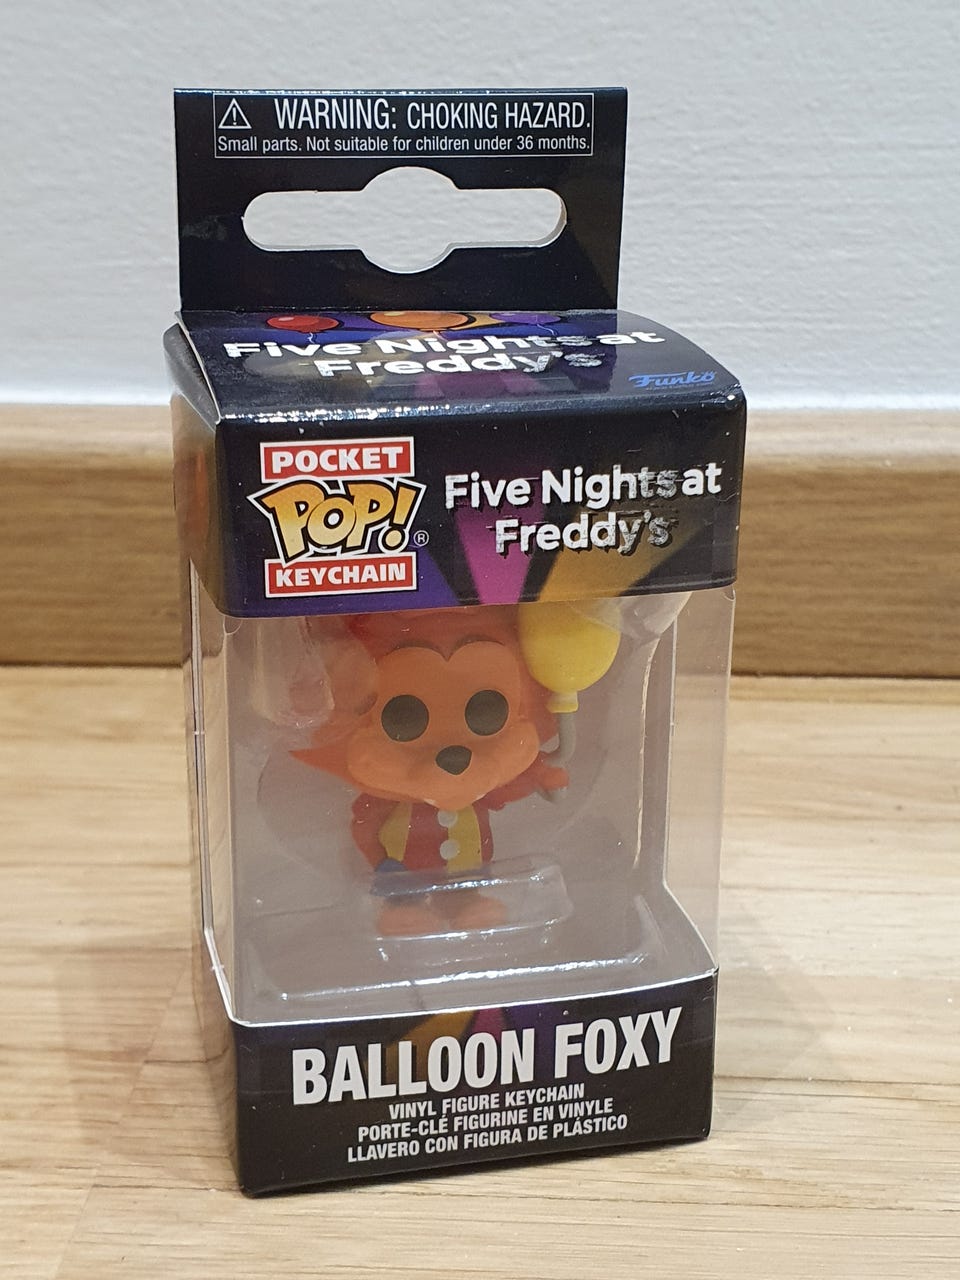 ⚠ WARNING: CHOKING HAZARD.
Small parts. Not suitable for children under 36 months.
Five Nights at
Freddy's
Funko
POCKET
POP!®
KEYCHAIN
Five Nights at
Freddy's
BALLOON FOXY
VINYL FIGURE KEYCHAIN
PORTE-CLÉ FIGURINE EN VINYLE
LLAVERO CON FIGURA DE PLÁSTICO